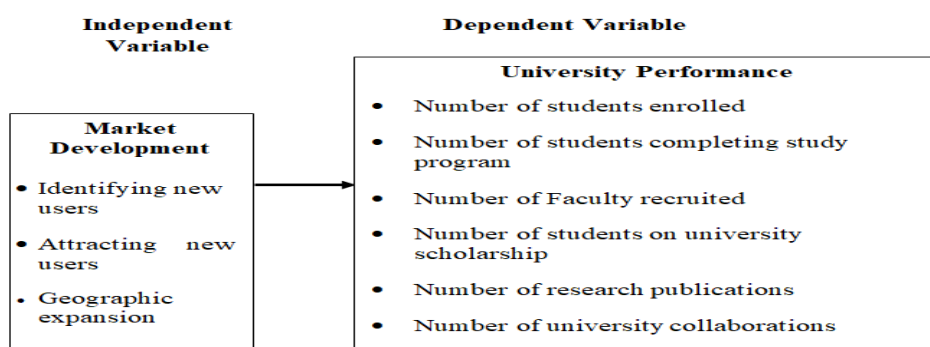 Independent
Variable
Dependent Variable
Market
Development
• Identifying new
users
• Attracting new
users
• Geographic
expansion
University Performance
• Number of students enrolled
• Number of students completing study
program
• Number of Faculty recruited
• Number of students on university
scholarship
• Number of research publications
• Number of university collaborations